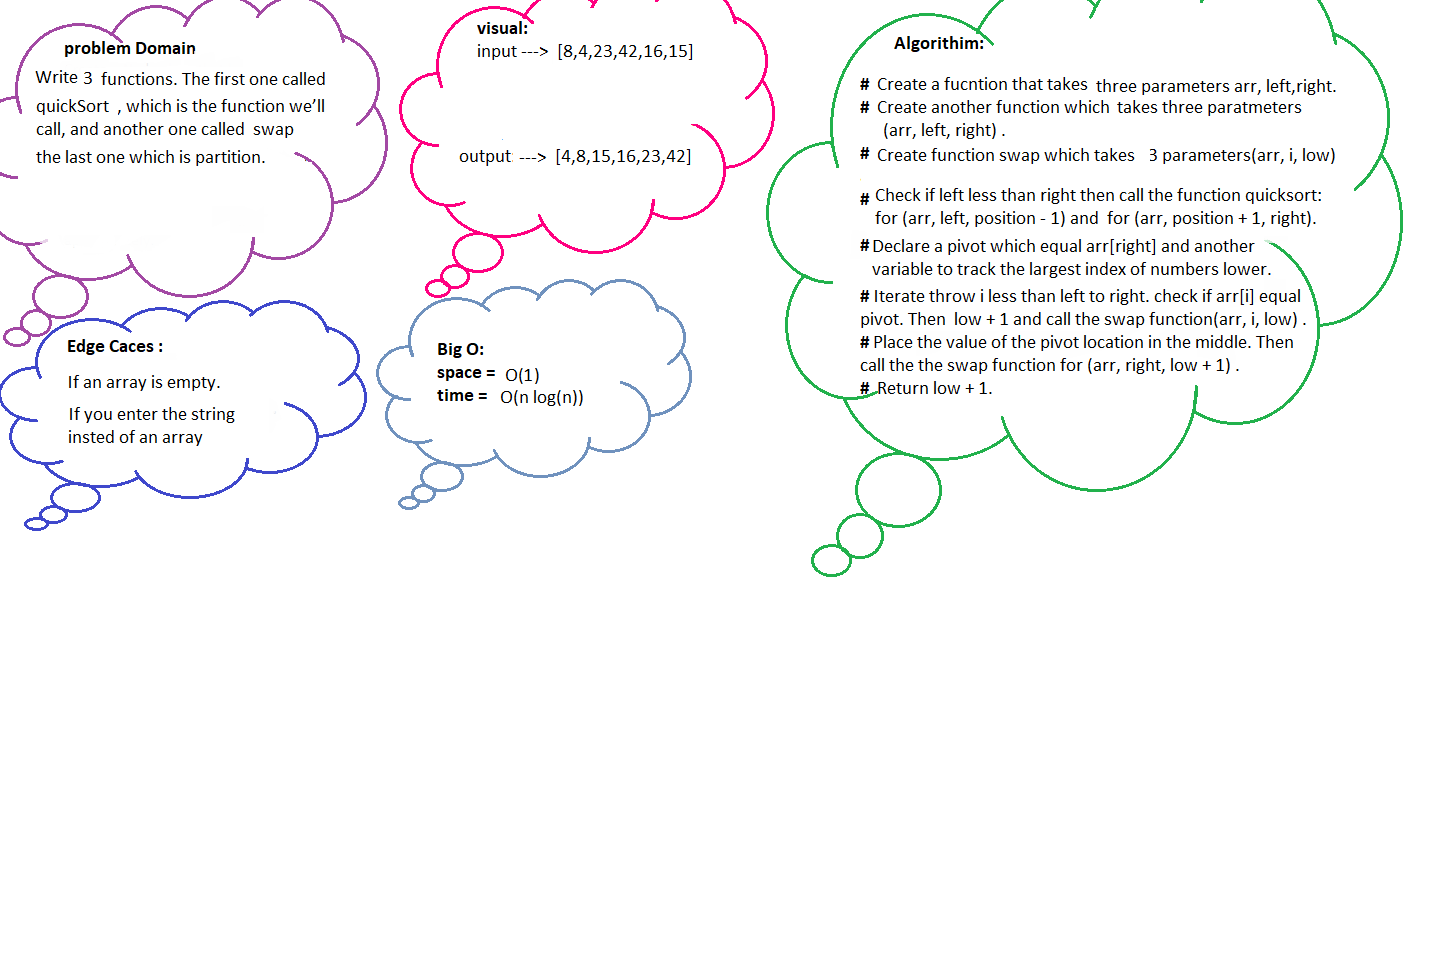 problem Domain
Write 3 functions. The first one called
quickSort , which is the function we'll
call, and another one called swap
the last one which is partition.
visual:
input ---> [8,4,23,42,16,15]
output ---> [4,8,15,16,23,42]
Algorithim:
# Create a fucntion that takes three parameters arr, left,right.
# Create another function which takes three paratmeters
(arr, left, right) .
# Create function swap which takes 3 parameters(arr, i, low)
# Check if left less than right then call the function quicksort:
for (arr, left, position - 1) and for (arr, position + 1, right).
# Declare a pivot which equal arr[right] and another
variable to track the largest index of numbers lower.
# Iterate throw i less than left to right. check if arr[i] equal
pivot. Then low + 1 and call the swap function(arr, i, low) .
# Place the value of the pivot location in the middle. Then
call the the swap function for (arr, right, low + 1) .
# Return low + 1.
Edge Caces :
If an array is empty.
If you enter the string
insted of an array
Big O:
space = O(1)
time = O(n log(n))